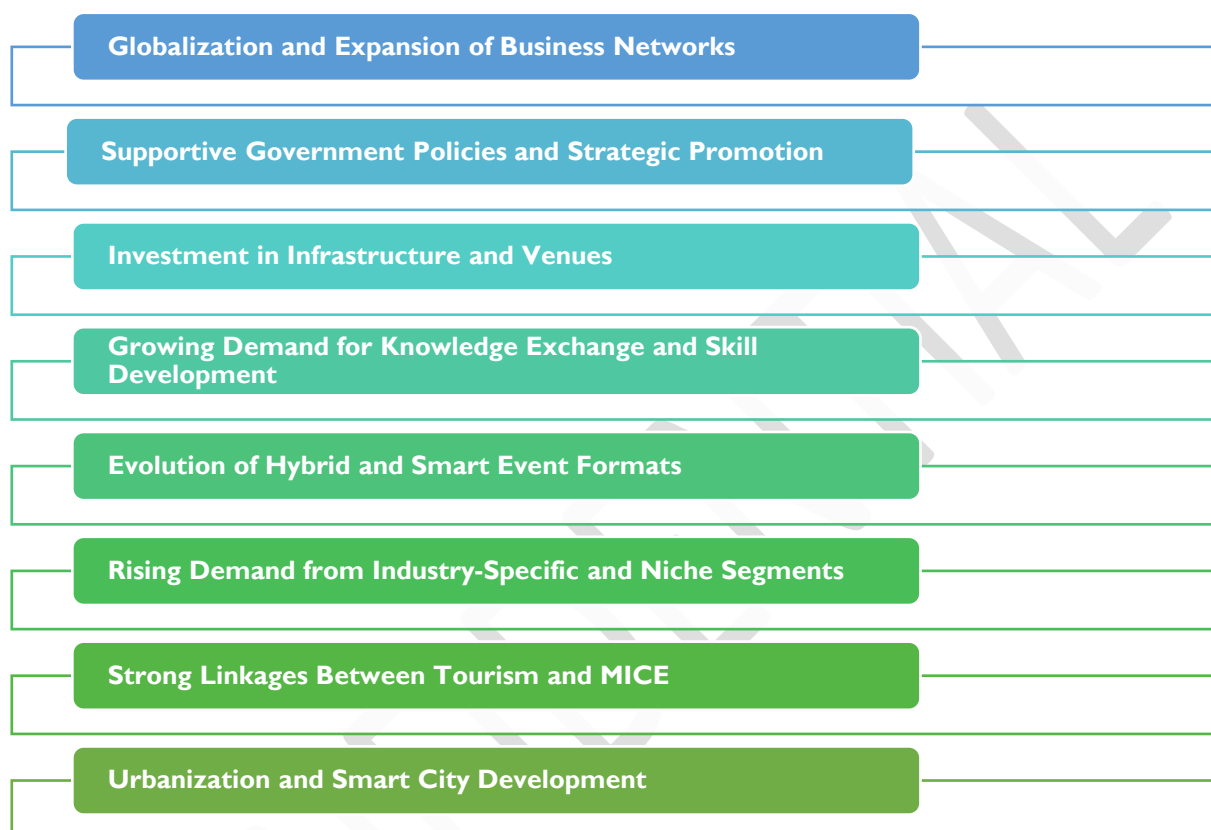 Globalization and Expansion of Business Networks
Supportive Government Policies and Strategic Promotion
Investment in Infrastructure and Venues
Growing Demand for Knowledge Exchange and Skill
Development
Evolution of Hybrid and Smart Event Formats
Rising Demand from Industry-Specific and Niche Segments
Strong Linkages Between Tourism and MICE
Urbanization and Smart City Development